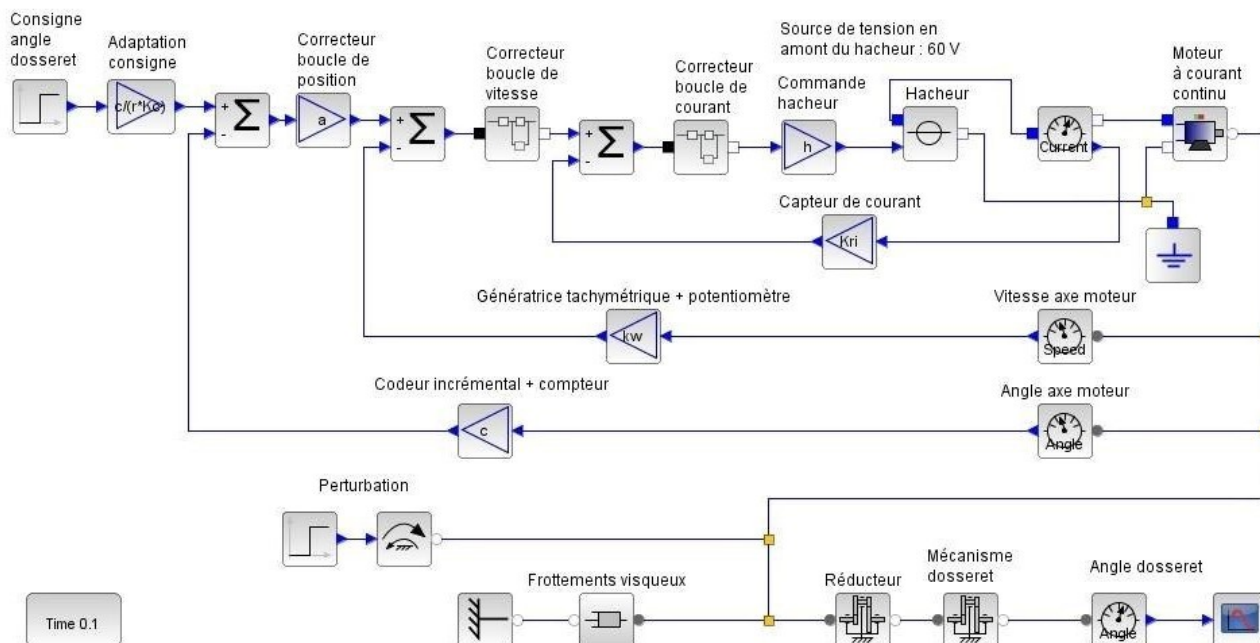 Consigne
angle
dosseret
Adaptation
consigne
Correcteur
boucle de
position
Correcteur
boucle de
vitesse
Correcteur
boucle de
courant
Source de tension en
amont du hacheur : 60 V
Commande
hacheur
Hacheur
Moteur
à courant
continu
c/(r*Kc)
+
-
Σ
a
+
-
Σ
+
-
Σ
h
Current
Capteur de courant
Kri
Génératrice tachymétrique + potentiomètre
Vitesse axe moteur
kw
Speed
Codeur incrémental + compteur
Angle axe moteur
c
Angle
Perturbation
Frottements visqueux
Réducteur
Mécanisme
dosseret
Angle dosseret
Angle
Time 0.1